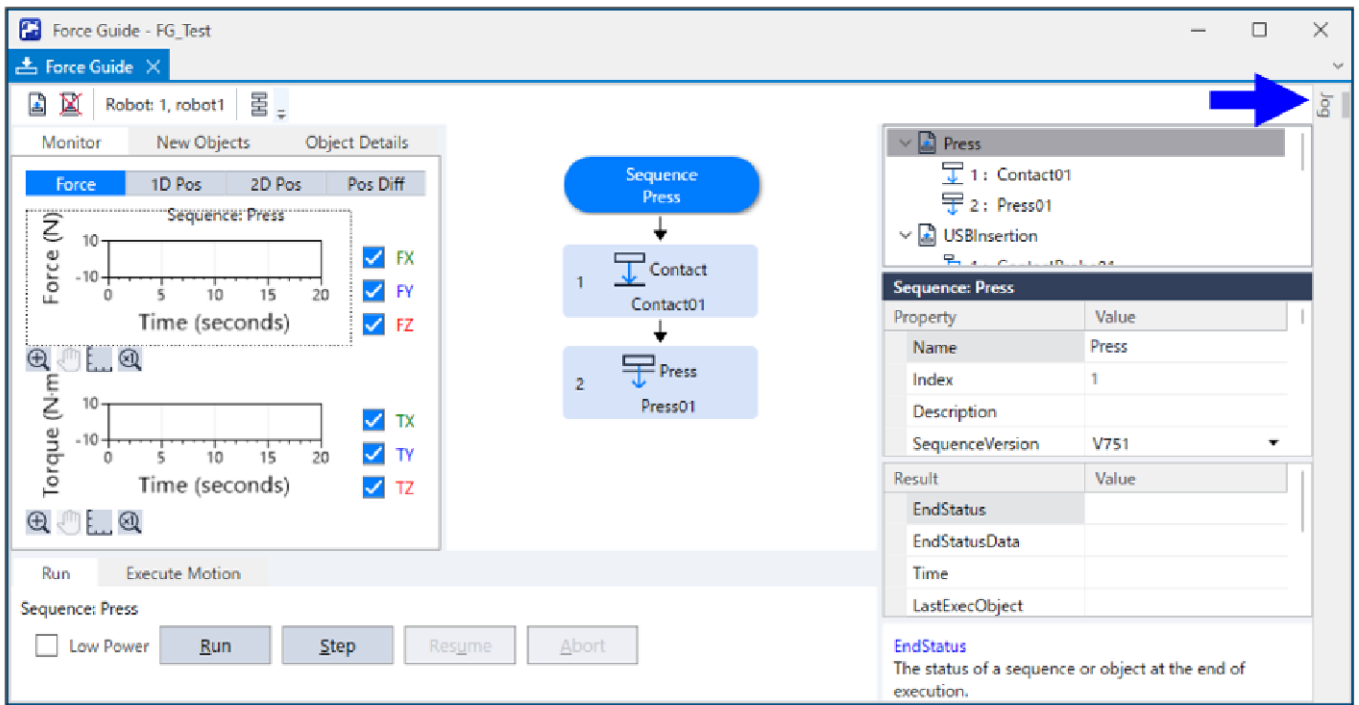 Force Guide - FG_Test
Force Guide
Robot: 1, robot1
Jog
Monitor New Objects Object Details
Force 1D Pos 2D Pos Pos Diff
Sequence: Press
Force (N)
10
-10
0 5 10 15 20
Time (seconds)
FX
FY
FZ
Torque (N·m
10
-10
0 5 10 15 20
Time (seconds)
TX
TY
TZ
Sequence
Press
1
Contact
Contact01
2
Press
Press01
Press
1 : Contact01
2 : Press01
USBInsertion
Sequence: Press
Property Value
Name Press
Index 1
Description
SequenceVersion V751
Result Value
EndStatus
EndStatusData
Time
LastExecObject
EndStatus
The status of a sequence or object at the end of
execution.
Run Execute Motion
Sequence: Press
Low Power Run Step Resume Abort